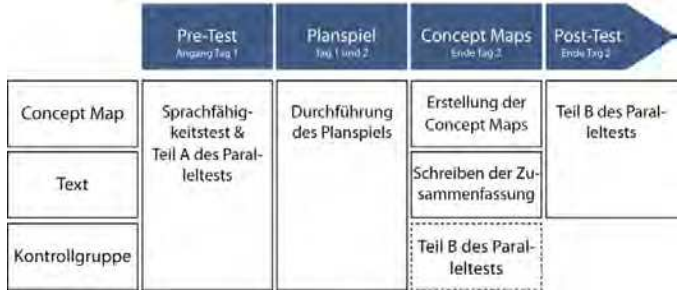 Pre-Test
Angang Tag 1
Planspiel
Tag 1 und 2
Concept Maps
Ende Tag 2
Post-Test
Ende Tag 2
Concept Map
Sprachfähig-
keitstest &
Teil A des Paral-
leltests
Durchführung
des Planspiels
Erstellung der
Concept Maps
Teil B des Paral-
leltests
Text
Schreiben der Zu-
sammenfassung
Kontrollgruppe
Teil B des Paral-
leltests